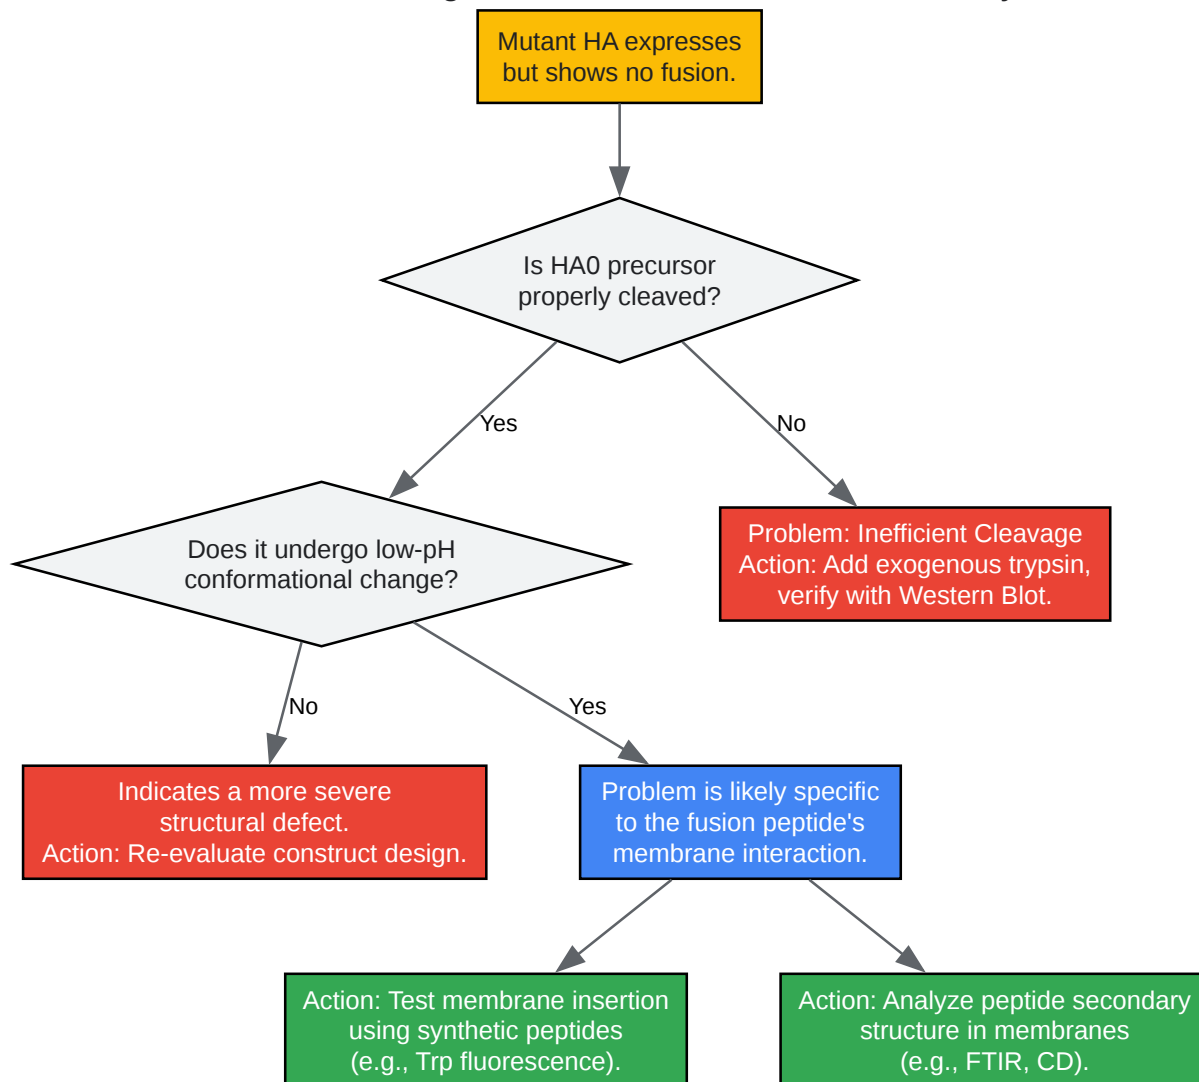 Mutant HA expresses
but shows no fusion.
Is HA0 precursor
properly cleaved?
Yes
No
Does it undergo low-pH
conformational change?
Problem: Inefficient Cleavage
Action: Add exogenous trypsin,
verify with Western Blot.
No
Yes
Indicates a more severe
structural defect.
Action: Re-evaluate construct design.
Problem is likely specific
to the fusion peptide's
membrane interaction.
Action: Test membrane insertion
using synthetic peptides
(e.g., Trp fluorescence).
Action: Analyze peptide secondary
structure in membranes
(e.g., FTIR, CD).